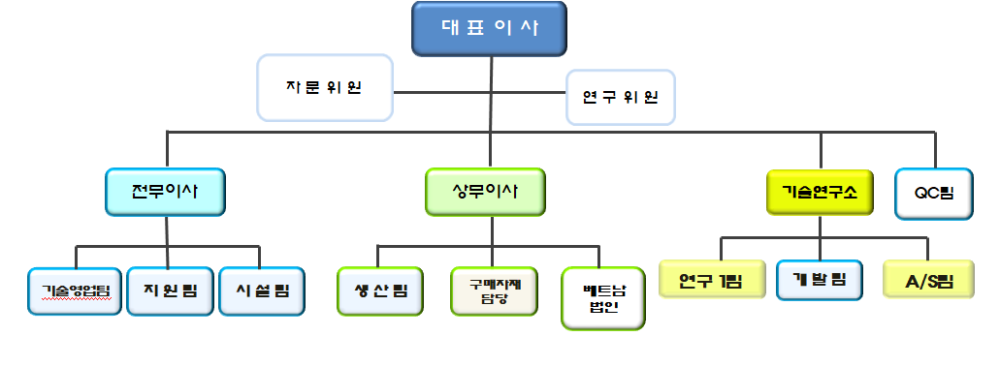 대 표 이 사
자 문 위 원
연 구 위 원
전무이사
상무이사
기술연구소
QC팀
기술영업팀
지 원 팀
시 설 팀
생 산 팀
구매자재
담당
베트남
법인
연구 1팀
개 발 팀
A/S팀